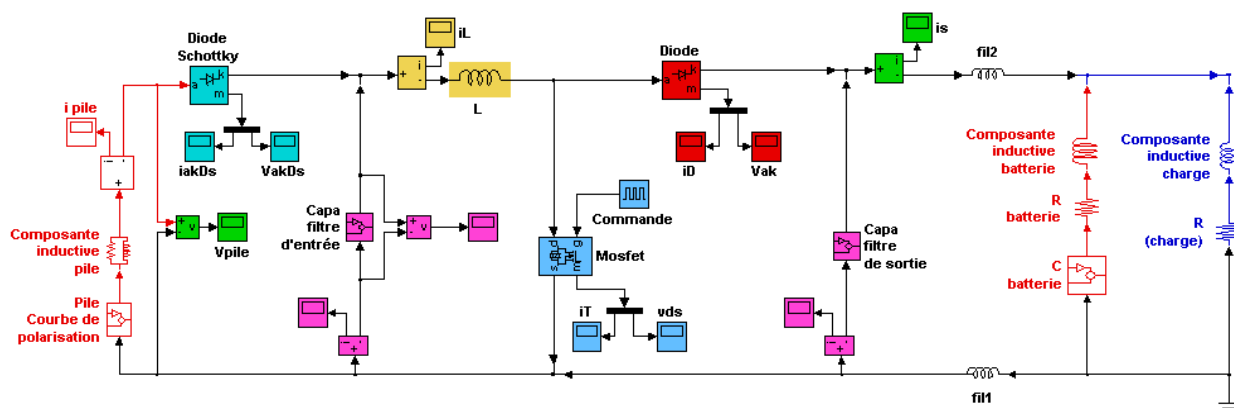 Diode
Schottky
a
k
m
i pile
-
+
iakDs
VakDs
+
-
v
Vpile
Composante
inductive
pile
Pile
Courbe de
polarisation
Capa
filtre
d'entrée
+
-
v
- +
iL
+
i
-
L
Commande
d
g
s
m
Mosfet
iT
vds
Diode
a
k
m
iD
Vak
Capa
filtre
de sortie
- +
is
+
i
-
fil2
fil1
Composante
inductive
batterie
R
batterie
C
batterie
Composante
inductive
charge
R
(charge)